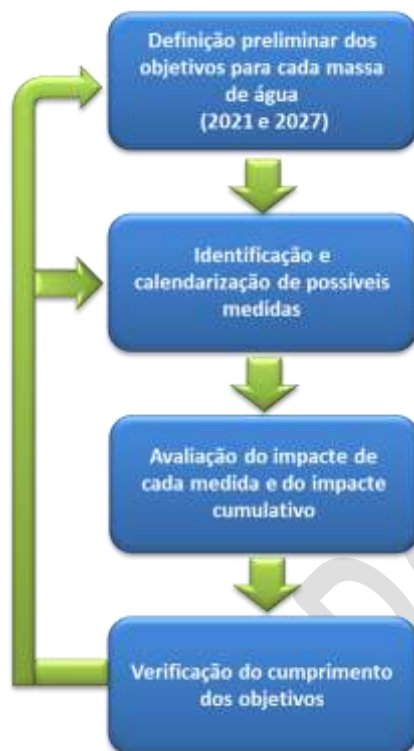 Definição preliminar dos
objetivos para cada massa
de água
(2021 e 2027)
Identificação e
calendarização de possíveis
medidas
Avaliação do impacte de
cada medida e do impacte
cumulativo
Verificação do cumprimento
dos objetivos